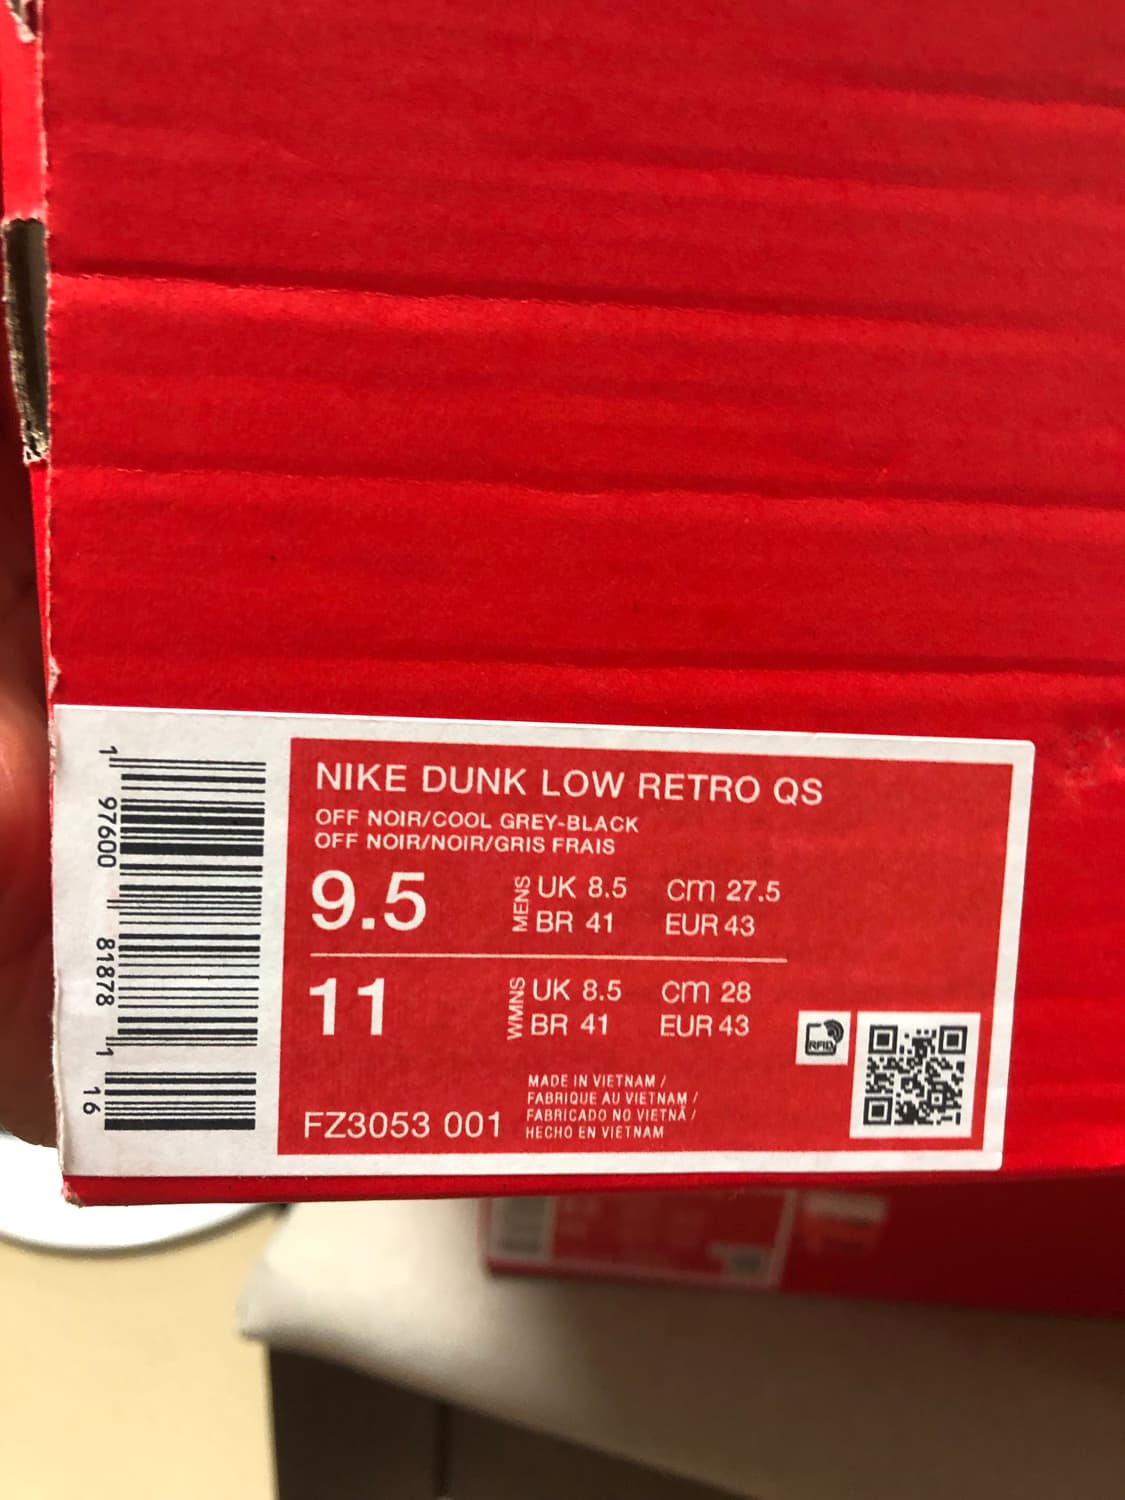 NIKE DUNK LOW RETRO QS
OFF NOIR/COOL GREY-BLACK
OFF NOIR/NOIR/GRIS FRAIS
9.5 MENS UK 8.5 cm 27.5
BR 41 EUR 43
11 WMNS UK 8.5 cm 28
BR 41 EUR 43
MADE IN VIETNAM /
FABRIQUE AU VIETNAM /
FABRICADO NO VIETNÃ /
HECHO EN VIETNAM
FZ3053 001
RFID
1 97600 81878 1 16